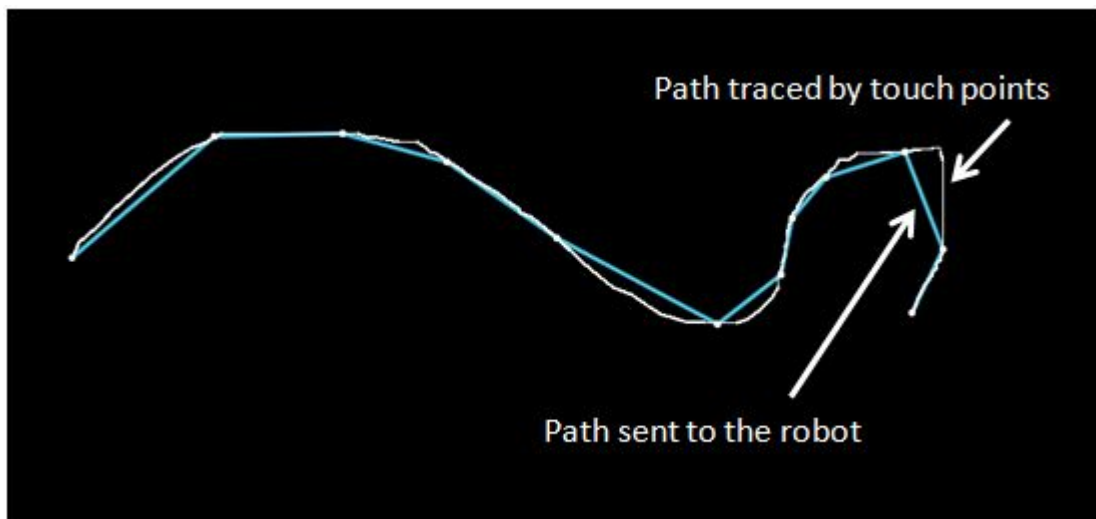 Path traced by touch points
Path sent to the robot